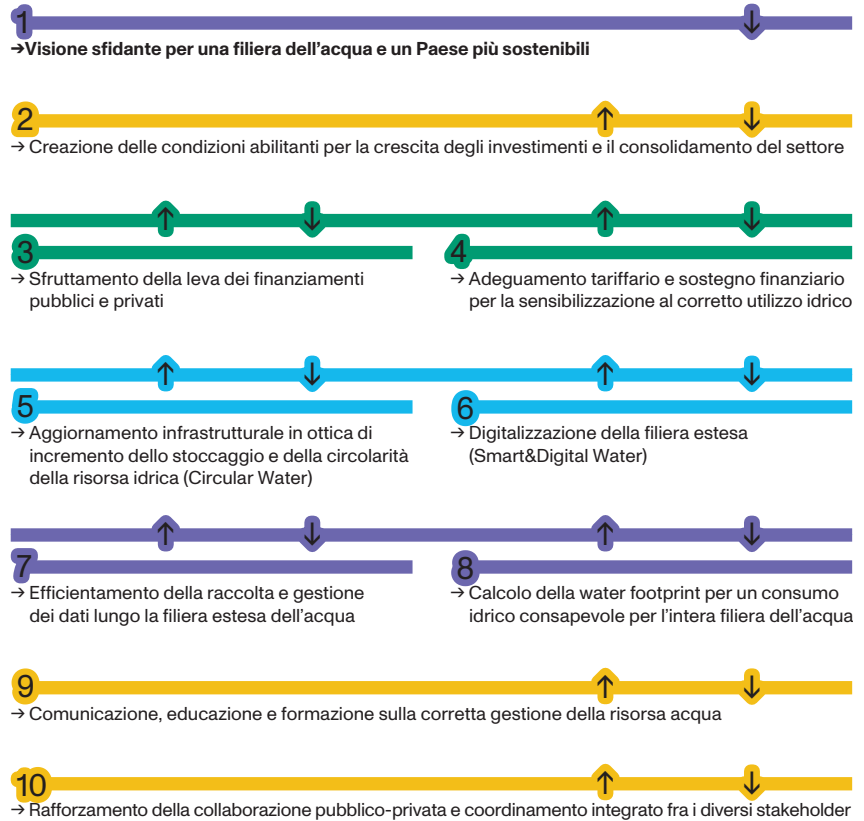 1
→Visione sfidante per una filiera dell'acqua e un Paese più sostenibili
2
→ Creazione delle condizioni abilitanti per la crescita degli investimenti e il consolidamento del settore
3
→ Sfruttamento della leva dei finanziamenti
pubblici e privati
4
→ Adeguamento tariffario e sostegno finanziario
per la sensibilizzazione al corretto utilizzo idrico
5
→ Aggiornamento infrastrutturale in ottica di
incremento dello stoccaggio e della circolarità
della risorsa idrica (Circular Water)
6
→ Digitalizzazione della filiera estesa
(Smart&Digital Water)
7
→ Efficientamento della raccolta e gestione
dei dati lungo la filiera estesa dell'acqua
8
→ Calcolo della water footprint per un consumo
idrico consapevole per l'intera filiera dell'acqua
9
→ Comunicazione, educazione e formazione sulla corretta gestione della risorsa acqua
10
→ Rafforzamento della collaborazione pubblico-privata e coordinamento integrato fra i diversi stakeholder